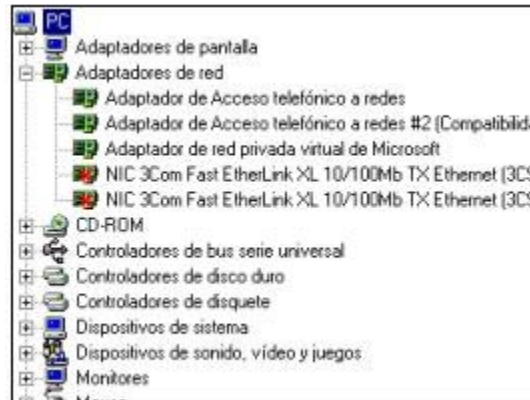 PC
Adaptadores de pantalla
Adaptadores de red
Adaptador de Acceso telefónico a redes
Adaptador de Acceso telefónico a redes #2 (Compatibilida
Adaptador de red privada virtual de Microsoft
NIC 3Com Fast EtherLink XL 10/100Mb TX Ethernet (3C9
NIC 3Com Fast EtherLink XL 10/100Mb TX Ethernet (3C9
CD-ROM
Controladores de bus serie universal
Controladores de disco duro
Controladores de disquete
Dispositivos de sistema
Dispositivos de sonido, vídeo y juegos
Monitores